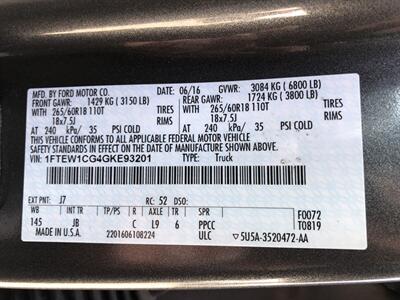 MFD. BY FORD MOTOR CO.
06/16 GVWR: 3084 KG ( 6800 LB)
FRONT GAWR: 1429 KG ( 3150 LB) REAR GAWR: 1724 KG ( 3800 LB)
WITH 265/60R18 110T TIRES WITH 265/60R18 110T TIRES
18x7.5J RIMS 18x7.5J RIMS
AT 240 kPa/ 35 PSI COLD AT 240 kPa/ 35 PSI COLD
THIS VEHICLE CONFORMS TO ALL APPLICABLE FEDERAL MOTOR VEHICLE
SAFETY STANDARDS IN EFFECT ON THE DATE OF MANUFACTURE SHOWN ABOVE.
VIN: 1FTEW1CG4GKE93201 TYPE: Truck
EXT PNT: J7 RC: 52 DSO:
WB INT TR TP/PS R AXLE TR SPR F0072
145 JB C L9 6 PPCC T0819
MADE IN U.S.A. 2201606108224 ULC 5U5A-3520472-AA